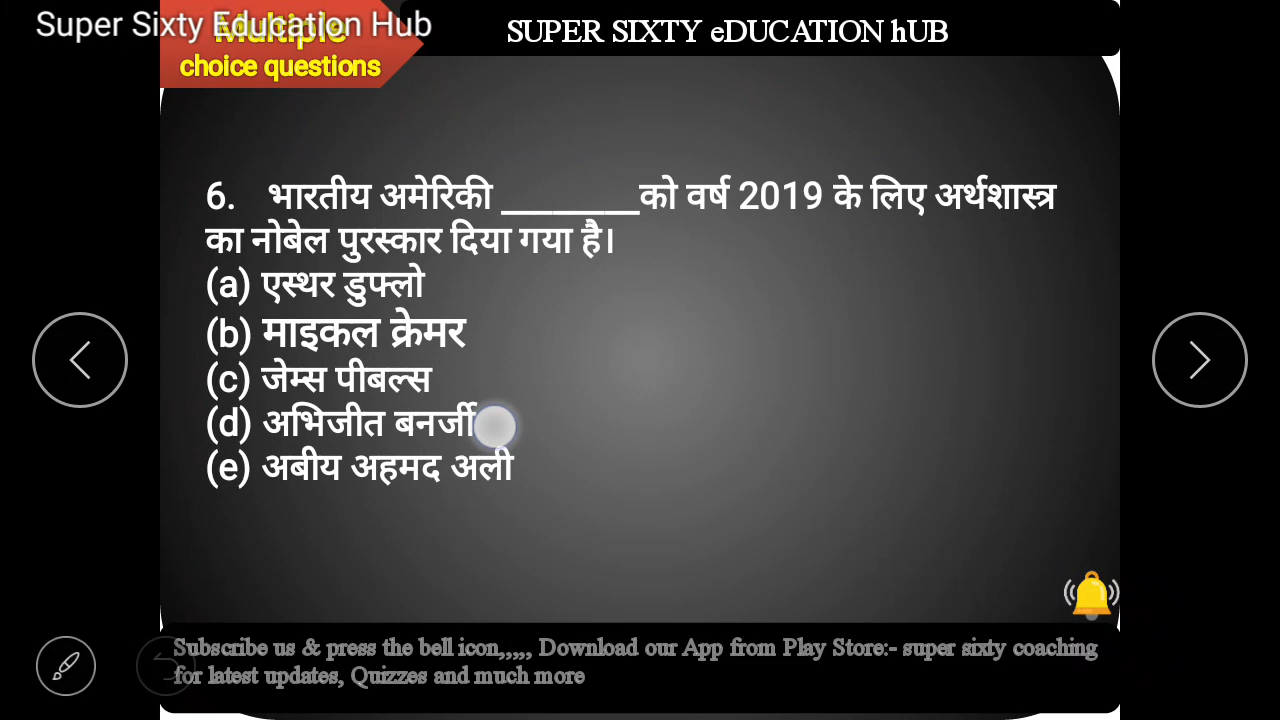 Super Sixty Education Hub
Multiple
choice questions
SUPER SIXTY eDUCATION hUB
6. भारतीय अमेरिकी ________को वर्ष 2019 के लिए अर्थशास्त्र
का नोबेल पुरस्कार दिया गया है।
(a) एस्थर डुफ्लो
(b) माइकल क्रेमर
(c) जेम्स पीबल्स
(d) अभिजीत बनर्जी
(e) अबीय अहमद अली
Subscribe us & press the bell icon,,,,, Download our App from Play Store:- super sixty coaching
for latest updates, Quizzes and much more